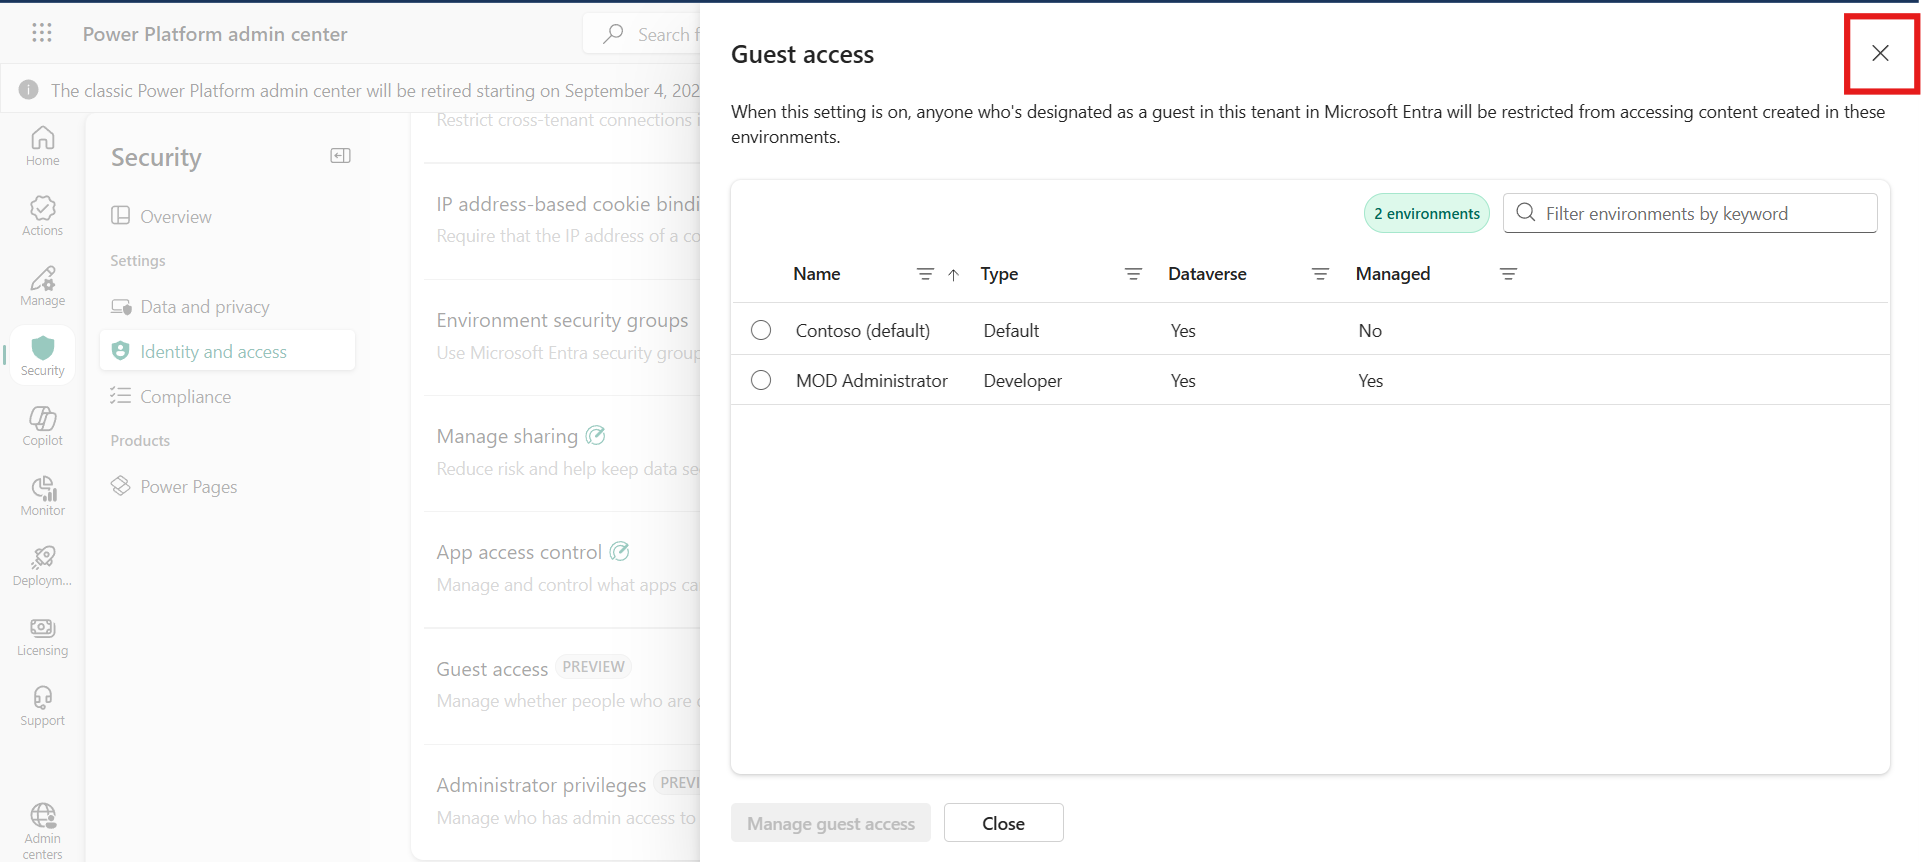 Power Platform admin center
Search f
The classic Power Platform admin center will be retired starting on September 4, 202
Home
Actions
Manage
Security
Copilot
Monitor
Deploym...
Licensing
Support
Admin
centers
Security
Overview
Settings
Data and privacy
Identity and access
Compliance
Products
Power Pages
Restrict cross-tenant connections i
IP address-based cookie bindi
Require that the IP address of a co
Environment security groups
Use Microsoft Entra security group
Manage sharing
Reduce risk and help keep data se
App access control
Manage and control what apps ca
Guest access PREVIEW
Manage whether people who are
Administrator privileges PREVI
Manage who has admin access to
Guest access
When this setting is on, anyone who's designated as a guest in this tenant in Microsoft Entra will be restricted from accessing content created in these
environments.
2 environments
Filter environments by keyword
Name Type Dataverse Managed
Contoso (default) Default Yes No
MOD Administrator Developer Yes Yes
Manage guest access
Close